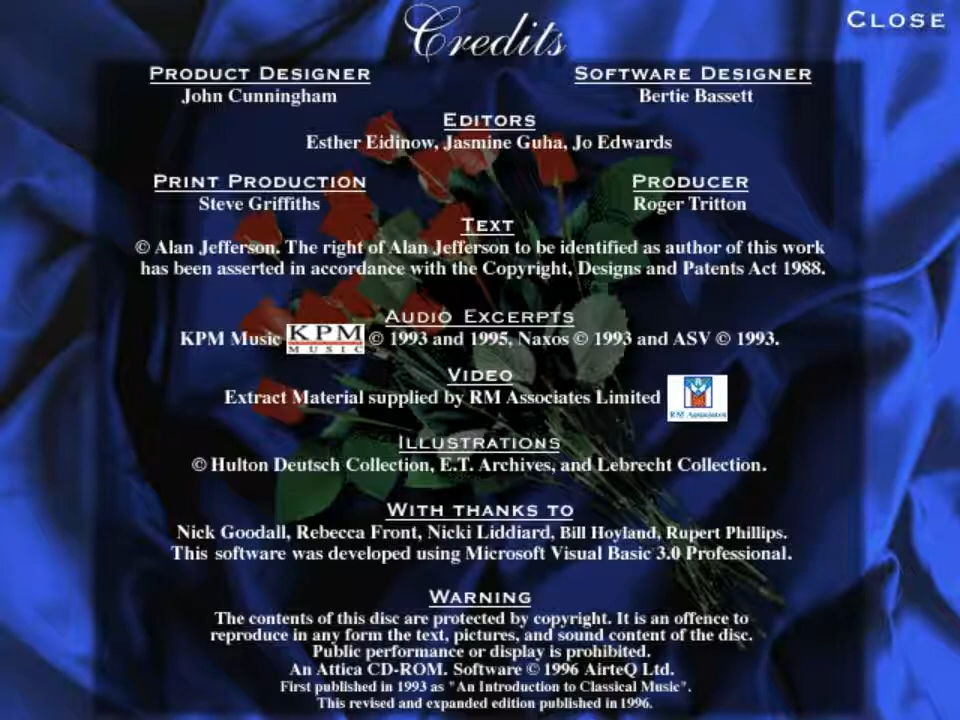 Credits
CLOSE
PRODUCT DESIGNER
John Cunningham
SOFTWARE DESIGNER
Bertie Bassett
EDITORS
Esther Eidinow, Jasmine Guha, Jo Edwards
PRINT PRODUCTION
Steve Griffiths
PRODUCER
Roger Tritton
TEXT
© Alan Jefferson. The right of Alan Jefferson to be identified as author of this work
has been asserted in accordance with the Copyright, Designs and Patents Act 1988.
AUDIO EXCERPTS
KPM Music KPM MUSIC © 1993 and 1995, Naxos © 1993 and ASV © 1993.
VIDEO
Extract Material supplied by RM Associates Limited
RM Associates
ILLUSTRATIONS
© Hulton Deutsch Collection, E.T. Archives, and Lebrecht Collection.
WITH THANKS TO
Nick Goodall, Rebecca Front, Nicki Liddiard, Bill Hoyland, Rupert Phillips.
This software was developed using Microsoft Visual Basic 3.0 Professional.
WARNING
The contents of this disc are protected by copyright. It is an offence to
reproduce in any form the text, pictures, and sound content of the disc.
Public performance or display is prohibited.
An Attica CD-ROM. Software © 1996 AirteQ Ltd.
First published in 1993 as "An Introduction to Classical Music".
This revised and expanded edition published in 1996.